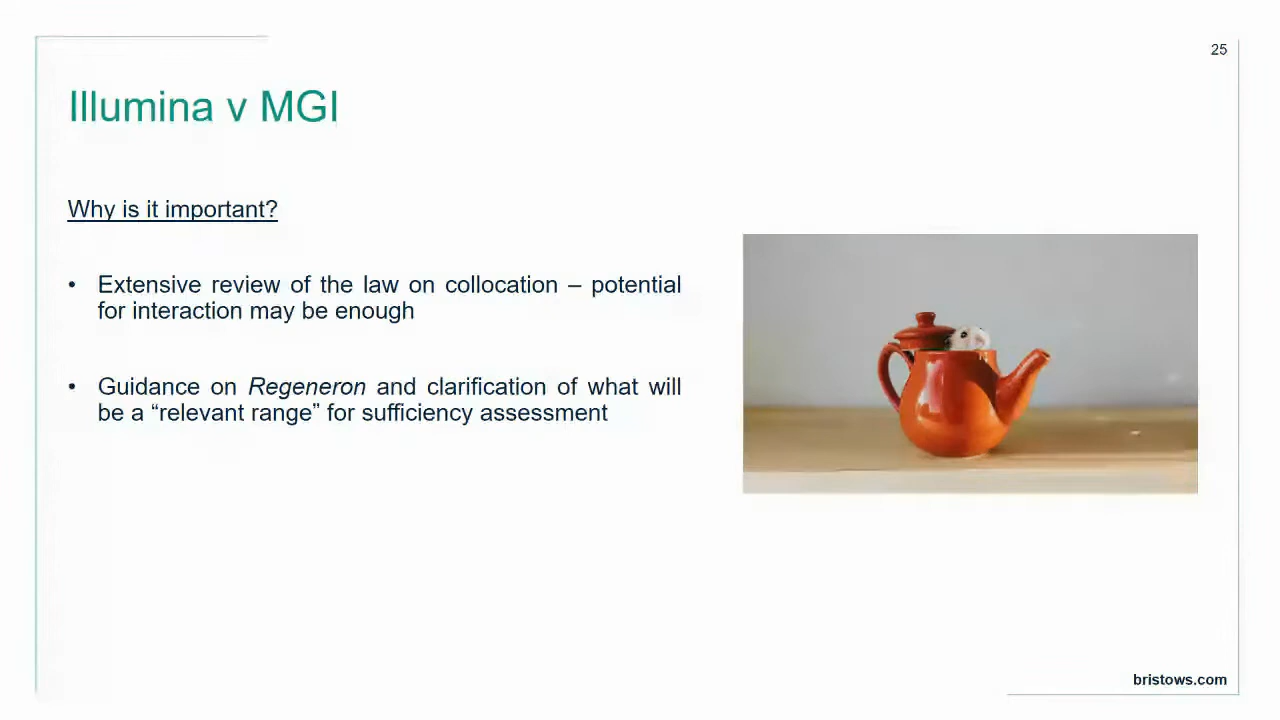 25
Illumina v MGI
Why is it important?
• Extensive review of the law on collocation – potential
for interaction may be enough
• Guidance on Regeneron and clarification of what will
be a “relevant range” for sufficiency assessment
bristows.com